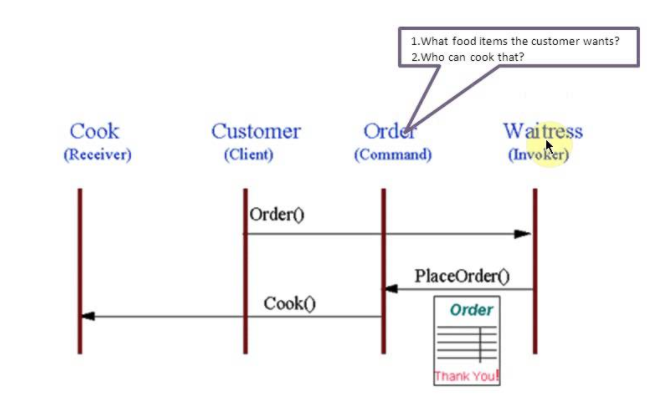 1.What food items the customer wants?
2.Who can cook that?
Cook Customer Order Waitress
(Receiver) (Client) (Command) (Invoker)
Order()
PlaceOrder()
Cook()
Order
Thank You!